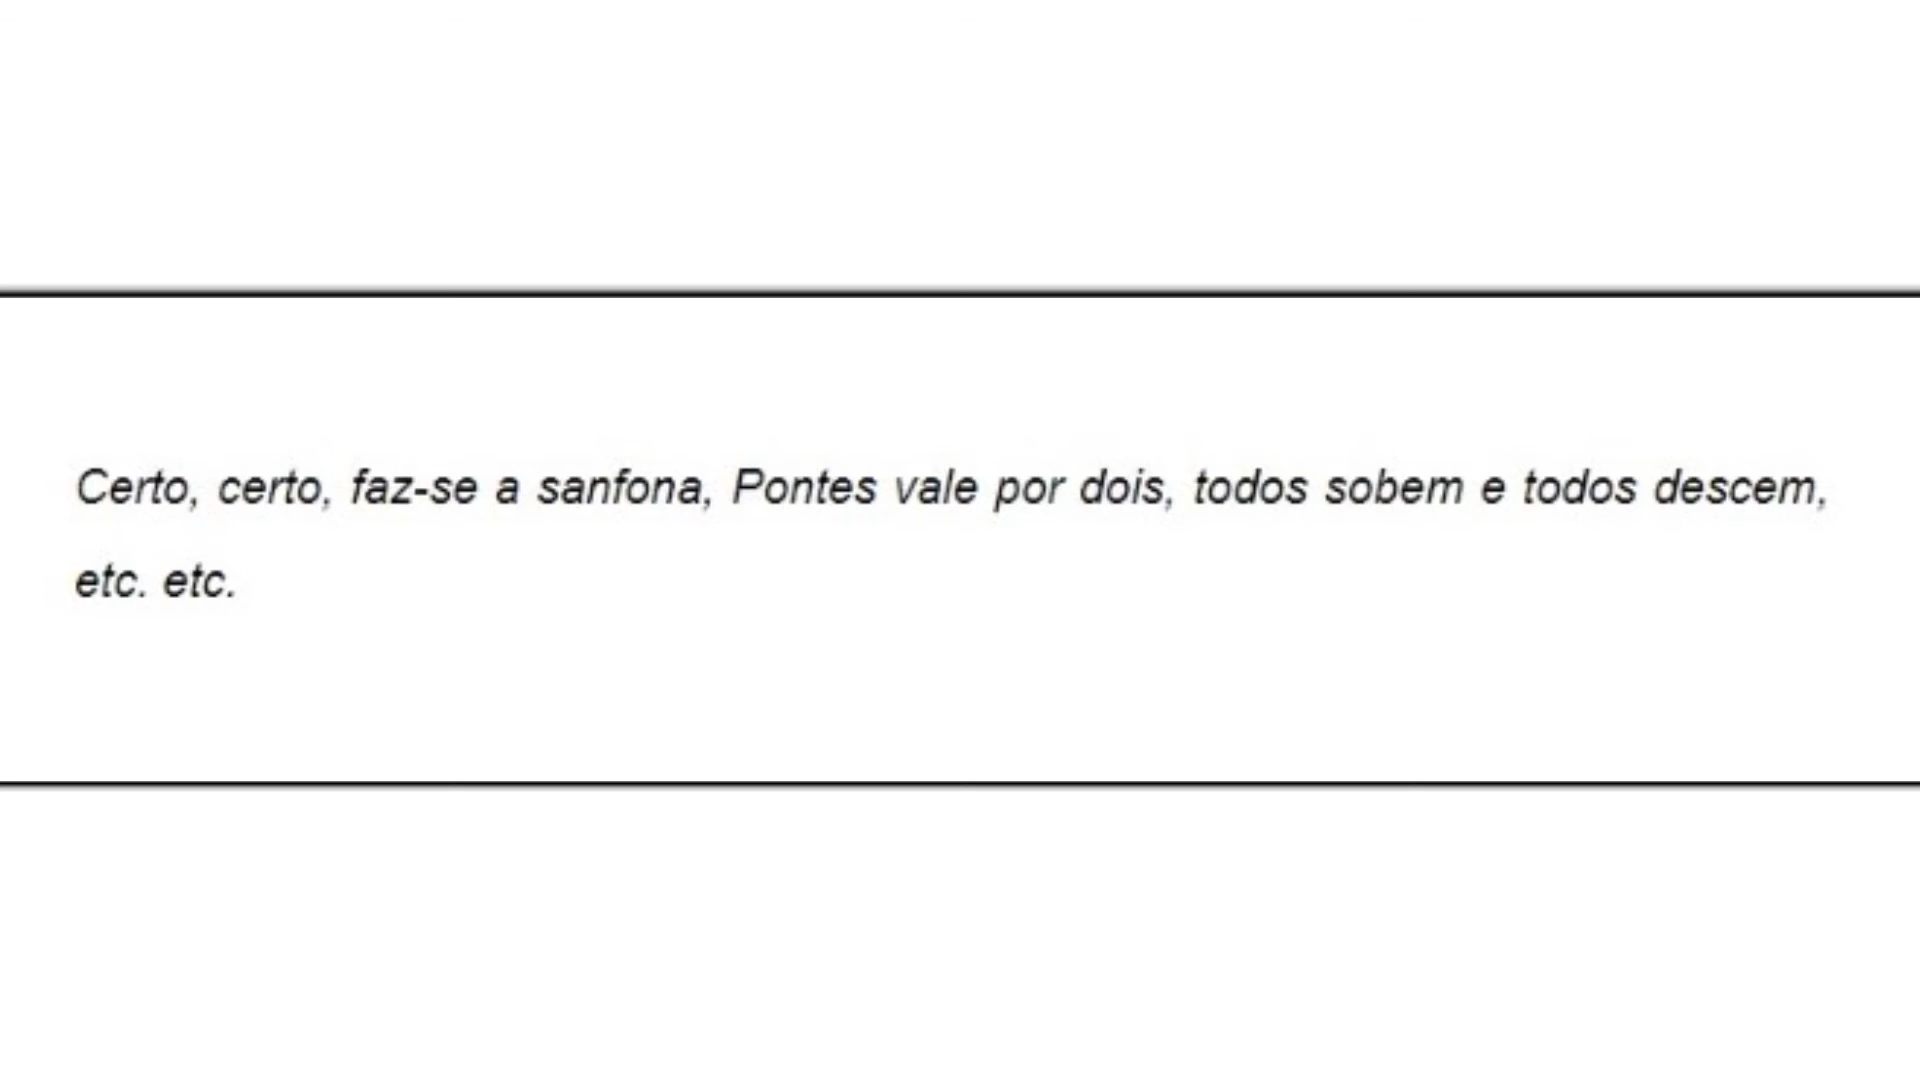 Certo, certo, faz-se a sanfona, Pontes vale por dois, todos sobem e todos descem,
etc. etc.